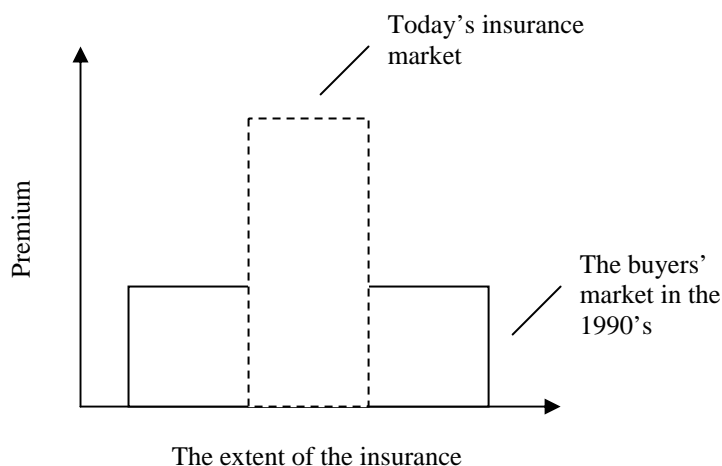 Today’s insurance
market
Premium
The buyers’
market in the
1990’s
The extent of the insurance